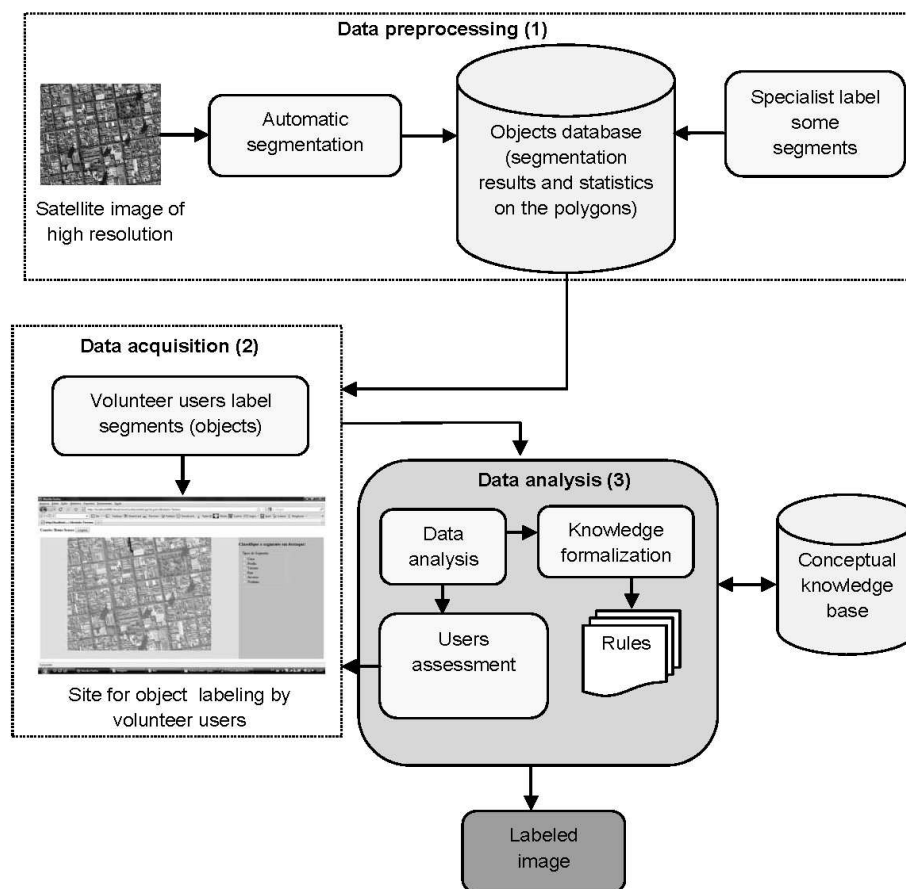 Data preprocessing (1)
Satellite image of
high resolution
Automatic
segmentation
Objects database
(segmentation
results and statistics
on the polygons)
Specialist label
some
segments
Data acquisition (2)
Volunteer users label
segments (objects)
Site for object labeling by
volunteer users
Data analysis (3)
Data
analysis
Knowledge
formalization
Users
assessment
Rules
Conceptual
knowledge
base
Labeled
image